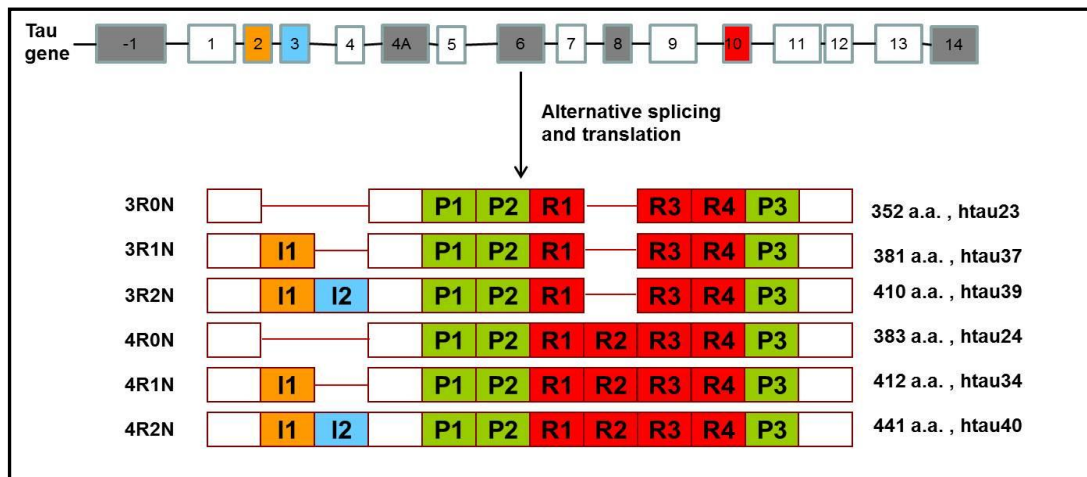 Tau
gene
-1 1 2 3 4 4A 5 6 7 8 9 10 11 12 13 14
Alternative splicing
and translation
3R0N P1 P2 R1 R3 R4 P3 352 a.a. , htau23
3R1N I1 P1 P2 R1 R3 R4 P3 381 a.a. , htau37
3R2N I1 I2 P1 P2 R1 R3 R4 P3 410 a.a. , htau39
4R0N P1 P2 R1 R2 R3 R4 P3 383 a.a. , htau24
4R1N I1 P1 P2 R1 R2 R3 R4 P3 412 a.a. , htau34
4R2N I1 I2 P1 P2 R1 R2 R3 R4 P3 441 a.a. , htau40